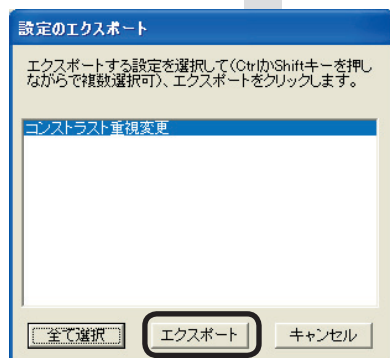 設定のエクスポート
エクスポートする設定を選択して(CtrlかShiftキーを押し
ながらで複数選択可)、エクスポートをクリックします。
コンストラスト重視変更
全て選択 エクスポート キャンセル